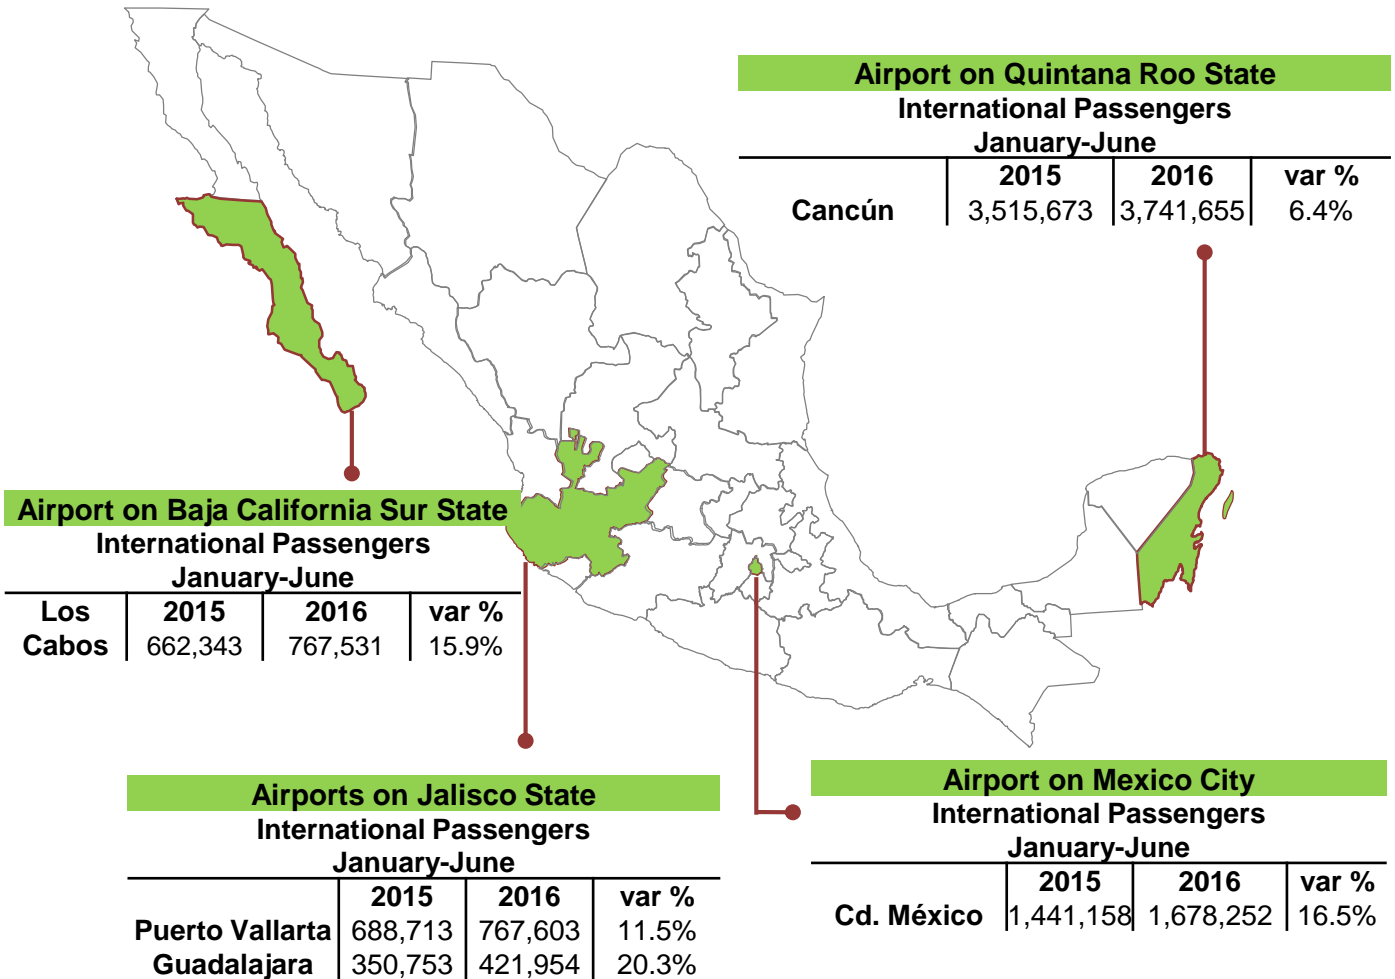 Airport on Quintana Roo State
International Passengers
January-June
2015 2016 var %
Cancún 3,515,673 3,741,655 6.4%
Airport on Baja California Sur State
International Passengers
January-June
Los 2015 2016 var %
Cabos 662,343 767,531 15.9%
Airports on Jalisco State
International Passengers
January-June
2015 2016 var %
Puerto Vallarta 688,713 767,603 11.5%
Guadalajara 350,753 421,954 20.3%
Airport on Mexico City
International Passengers
January-June
2015 2016 var %
Cd. México 1,441,158 1,678,252 16.5%